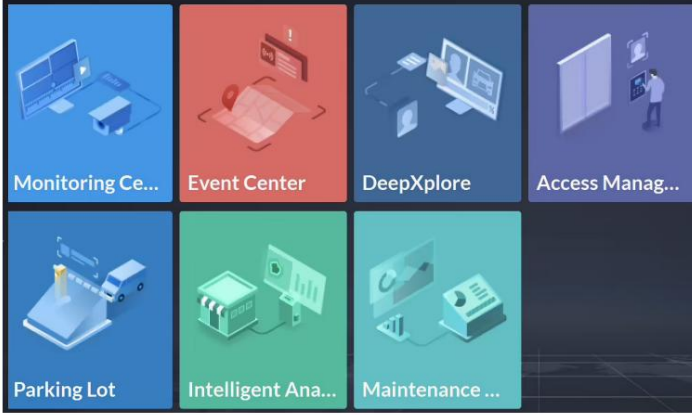 Monitoring Ce...
Event Center
DeepXplore
Access Manag...
Parking Lot
Intelligent Ana...
Maintenance ...